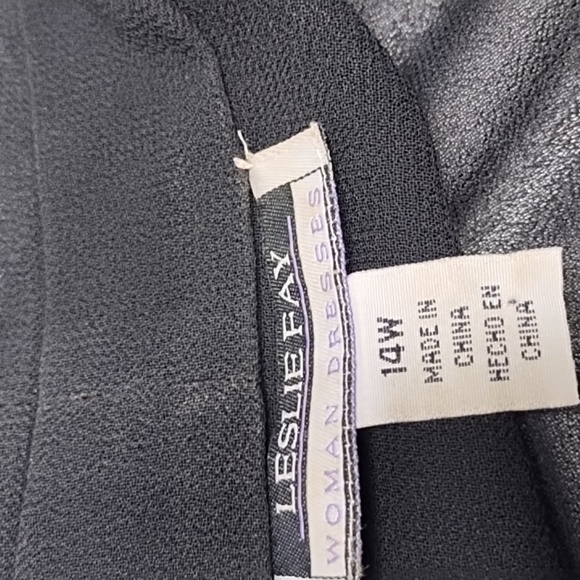 LESLIE FAY
WOMAN DRESSES
14W
MADE IN
CHINA
HECHO EN
CHINA